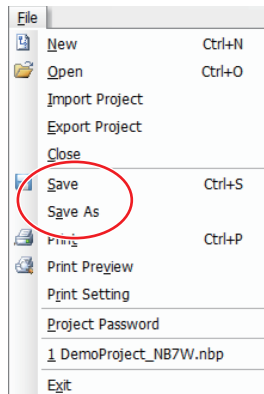 File
New Ctrl+N
Open Ctrl+O
Import Project
Export Project
Close
Save Ctrl+S
Save As
Print Ctrl+P
Print Preview
Print Setting
Project Password
1 DemoProject_NB7W.nbp
Exit